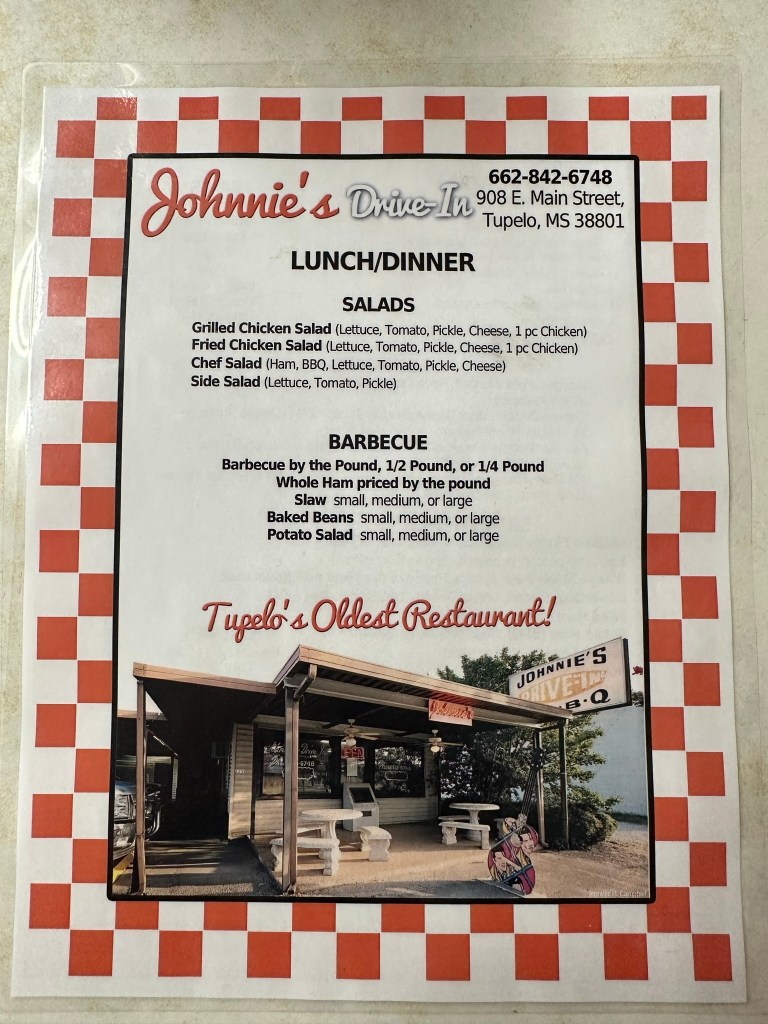 Johnnie's Drive-In
662-842-6748
908 E. Main Street,
Tupelo, MS 38801
LUNCH/DINNER
SALADS
Grilled Chicken Salad (Lettuce, Tomato, Pickle, Cheese, 1 pc Chicken)
Fried Chicken Salad (Lettuce, Tomato, Pickle, Cheese, 1 pc Chicken)
Chef Salad (Ham, BBQ, Lettuce, Tomato, Pickle, Cheese)
Side Salad (Lettuce, Tomato, Pickle)
BARBECUE
Barbecue by the Pound, 1/2 Pound, or 1/4 Pound
Whole Ham priced by the pound
Slaw small, medium, or large
Baked Beans small, medium, or large
Potato Salad small, medium, or large
Tupelo's Oldest Restaurant!
JOHNNIE'S
DRIVE-IN
B-Q
Johnnie's